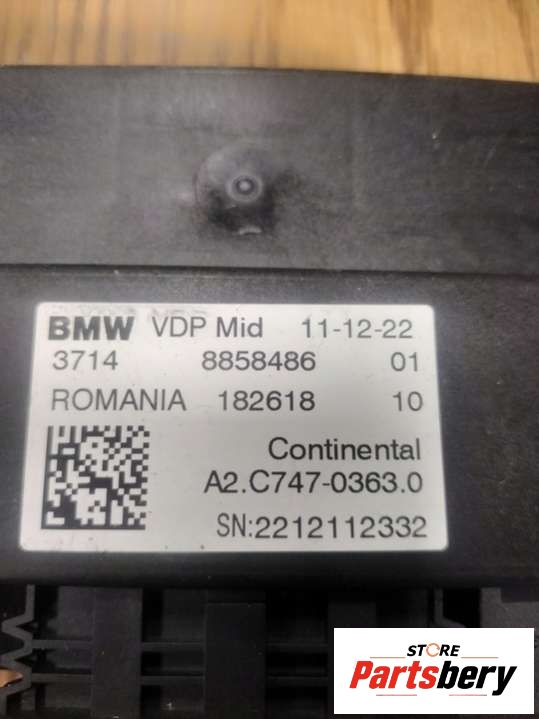 BMW VDP Mid 11-12-22
3714 8858486 01
ROMANIA 182618 10
Continental
A2.C747-0363.0
SN:2212112332
STORE
Partsbery